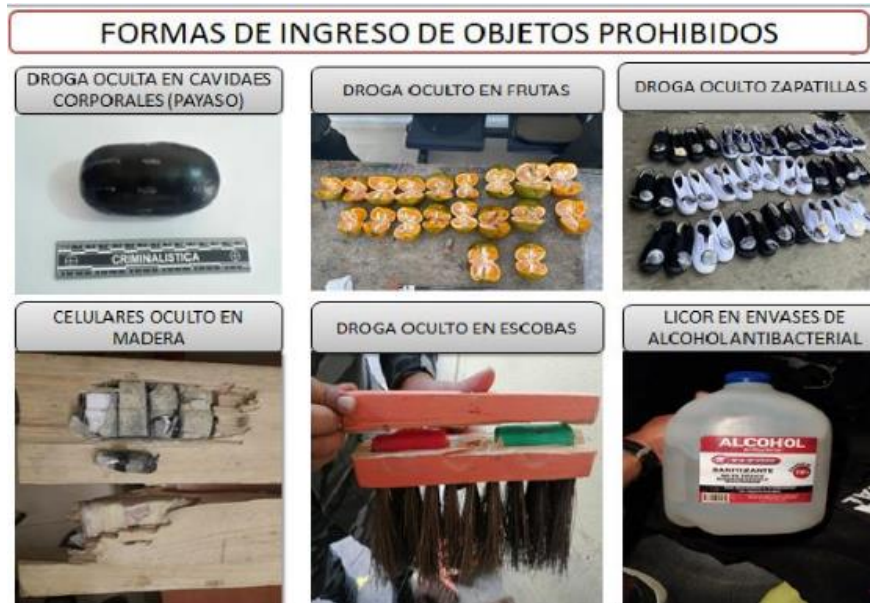 FORMAS DE INGRESO DE OBJETOS PROHIBIDOS
DROGA OCULTA EN CAVIDAES
CORPORALES (PAYASO)
DROGA OCULTO EN FRUTAS
DROGA OCULTO ZAPATILLAS
CRIMINALISTICA
CELULARES OCULTO EN
MADERA
DROGA OCULTO EN ESCOBAS
LICOR EN ENVASES DE
ALCOHOL ANTIBACTERIAL
ALCOHOL
SANITIZANTE